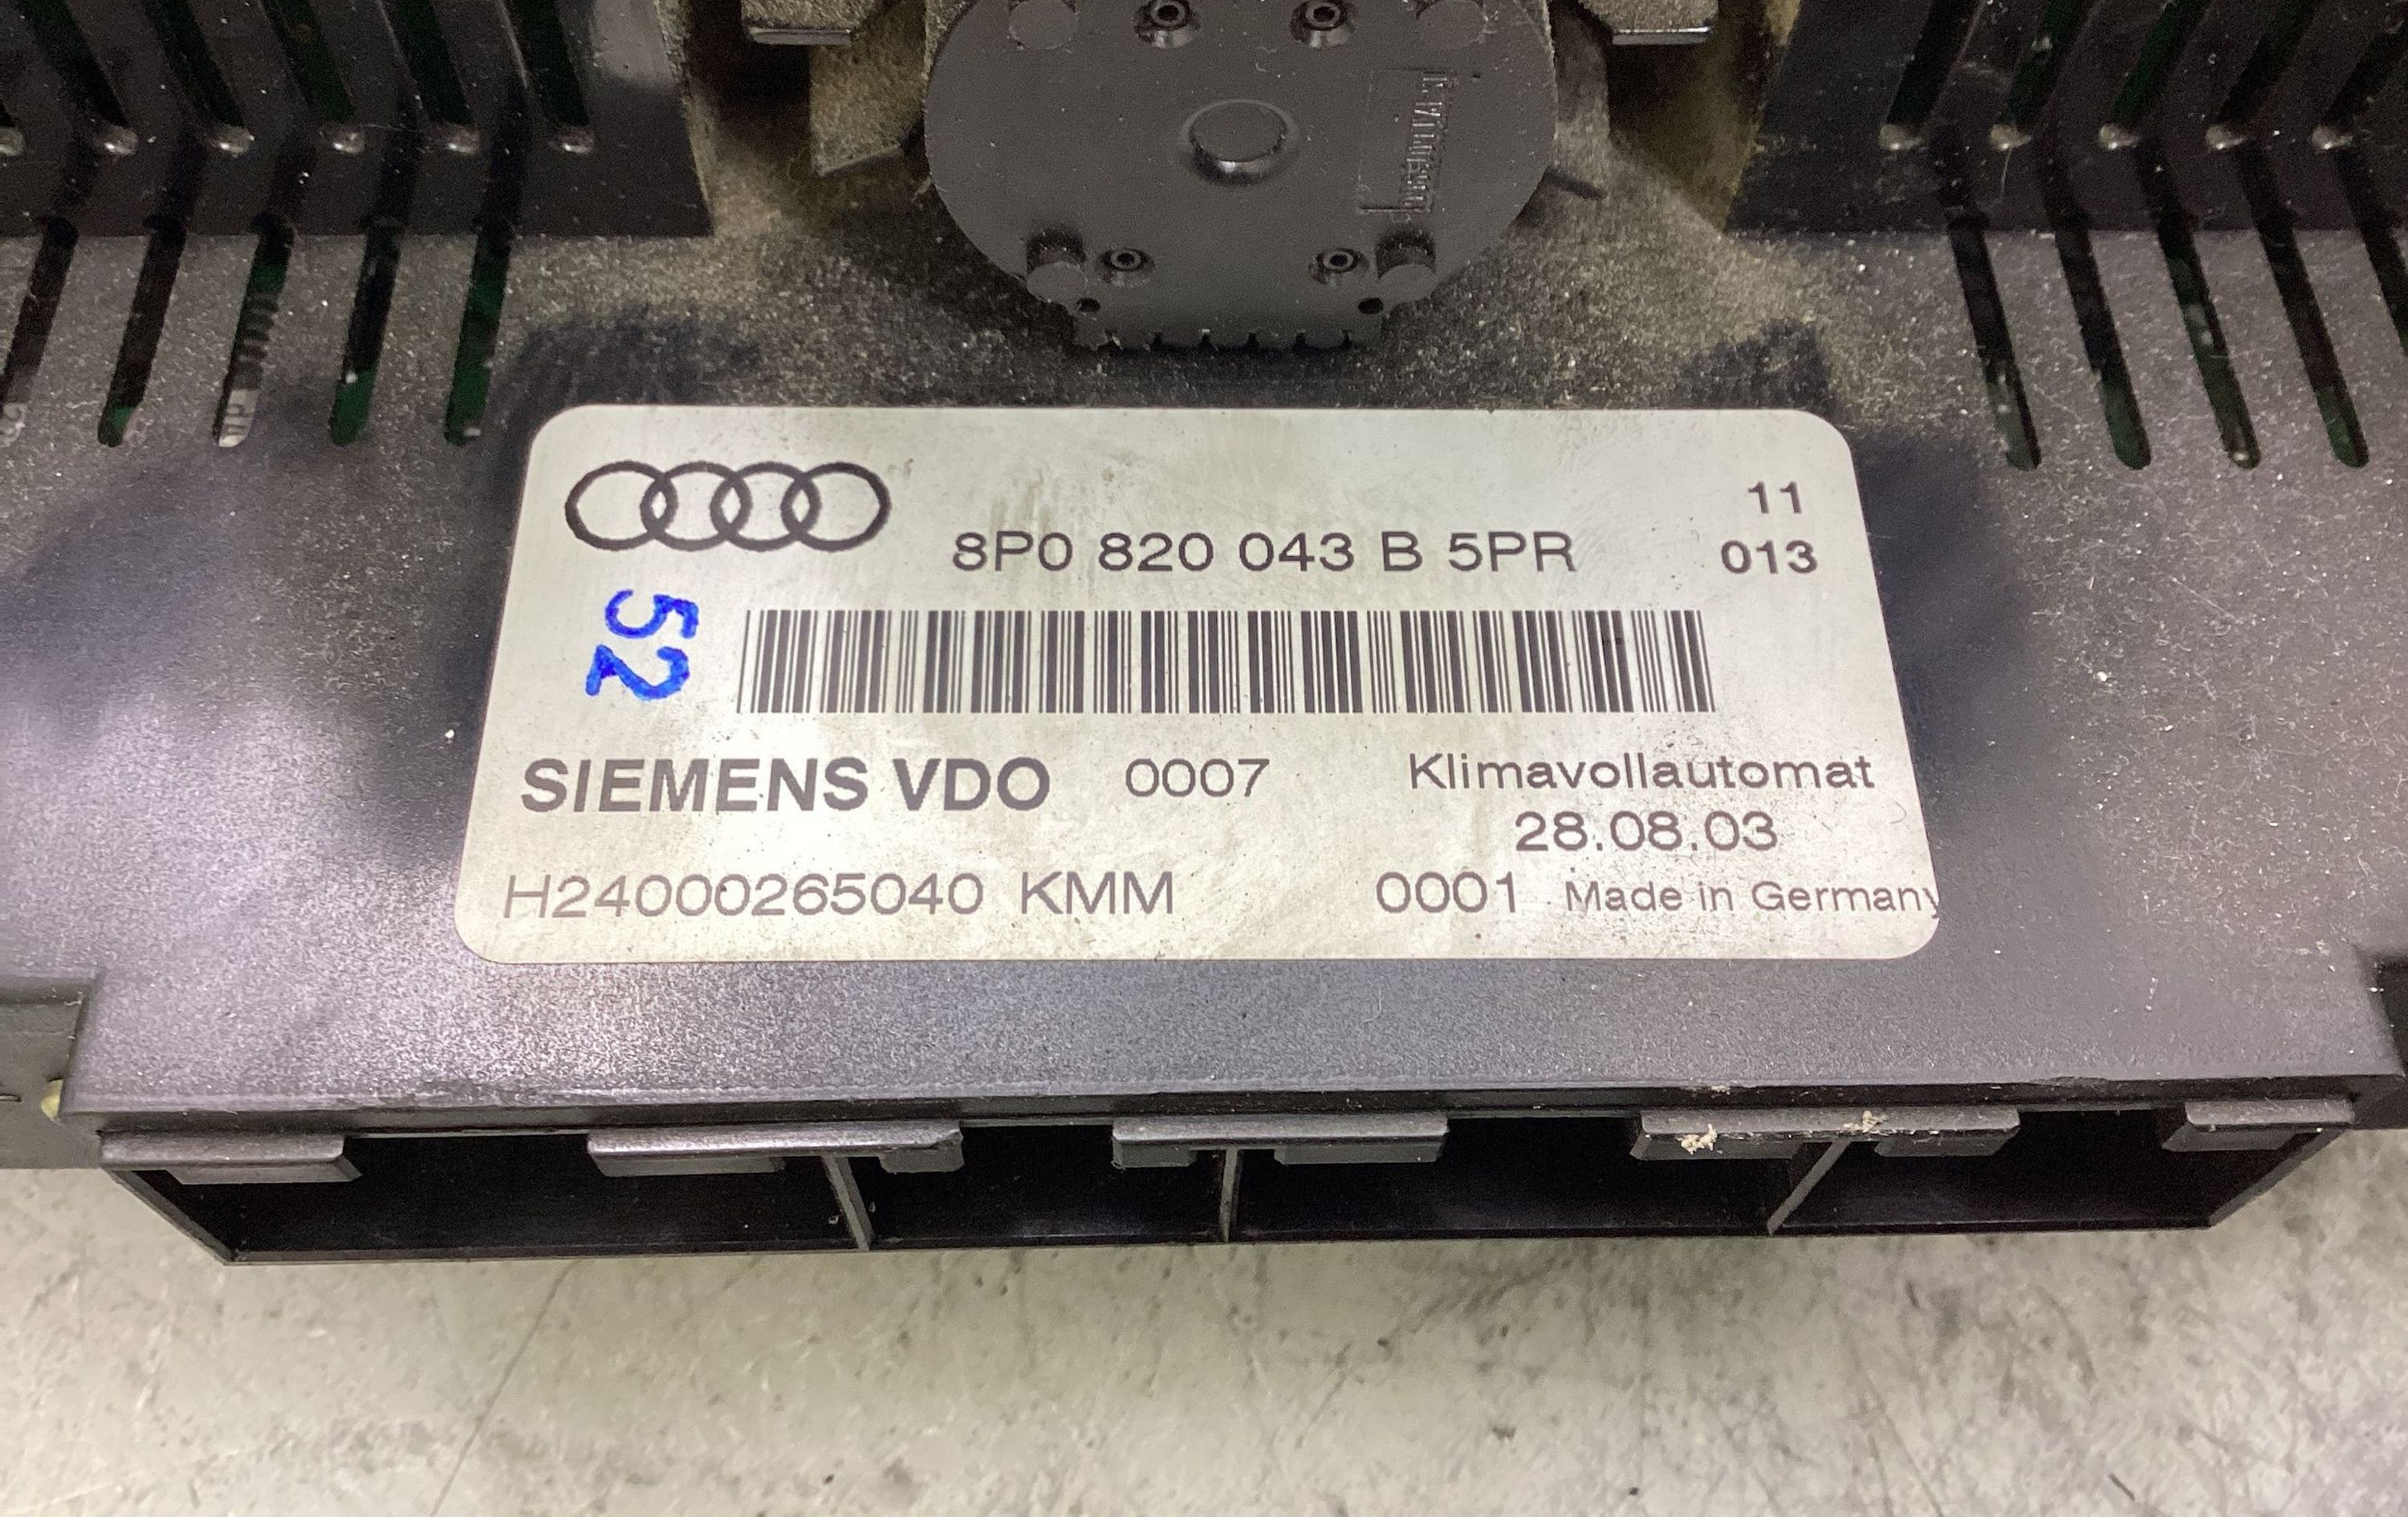 11
8P0 820 043 B 5PR 013
52
SIEMENS VDO 0007 Klimavollautomat
28.08.03
H24000265040 KMM 0001 Made in Germany